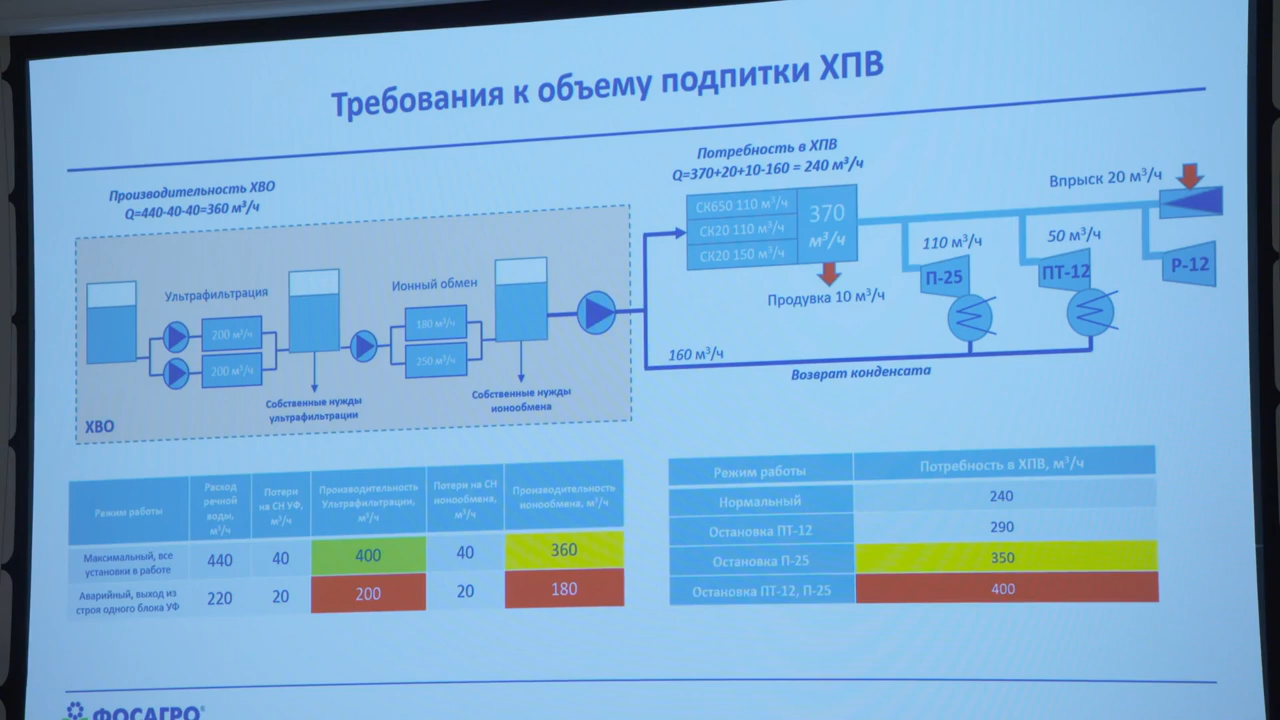 Требования к объему подпитки ХПВ
Производительность ХВО
Q=440-40-40=360 м³/ч
Потребность в ХПВ
Q=370+20+10-160 = 240 м³/ч
СК650 110 м³/ч
СК20 110 м³/ч
СК20 150 м³/ч
370
м³/ч
Впрыск 20 м³/ч
110 м³/ч
50 м³/ч
П-25
ПТ-12
Р-12
Продувка 10 м³/ч
160 м³/ч
Возврат конденсата
Ультрафильтрация
200 м³/ч
200 м³/ч
Ионный обмен
180 м³/ч
250 м³/ч
Собственные нужды
ультрафильтрации
Собственные нужды
ионообмена
ХВО
Режим работы
Расход
речной
воды,
м³/ч
Потери
на СН УФ,
м³/ч
Производительность
Ультрафильтрации,
м³/ч
Потери на СН
ионообмена,
м³/ч
Производительность
ионообмена, м³/ч
Максимальный, все
установки в работе
440
40
400
40
360
Аварийный, выход из
строя одного блока УФ
220
20
200
20
180
Режим работы
Потребность в ХПВ, м³/ч
Нормальный
240
Остановка ПТ-12
290
Остановка П-25
350
Остановка ПТ-12, П-25
400
ФОСАГРО®